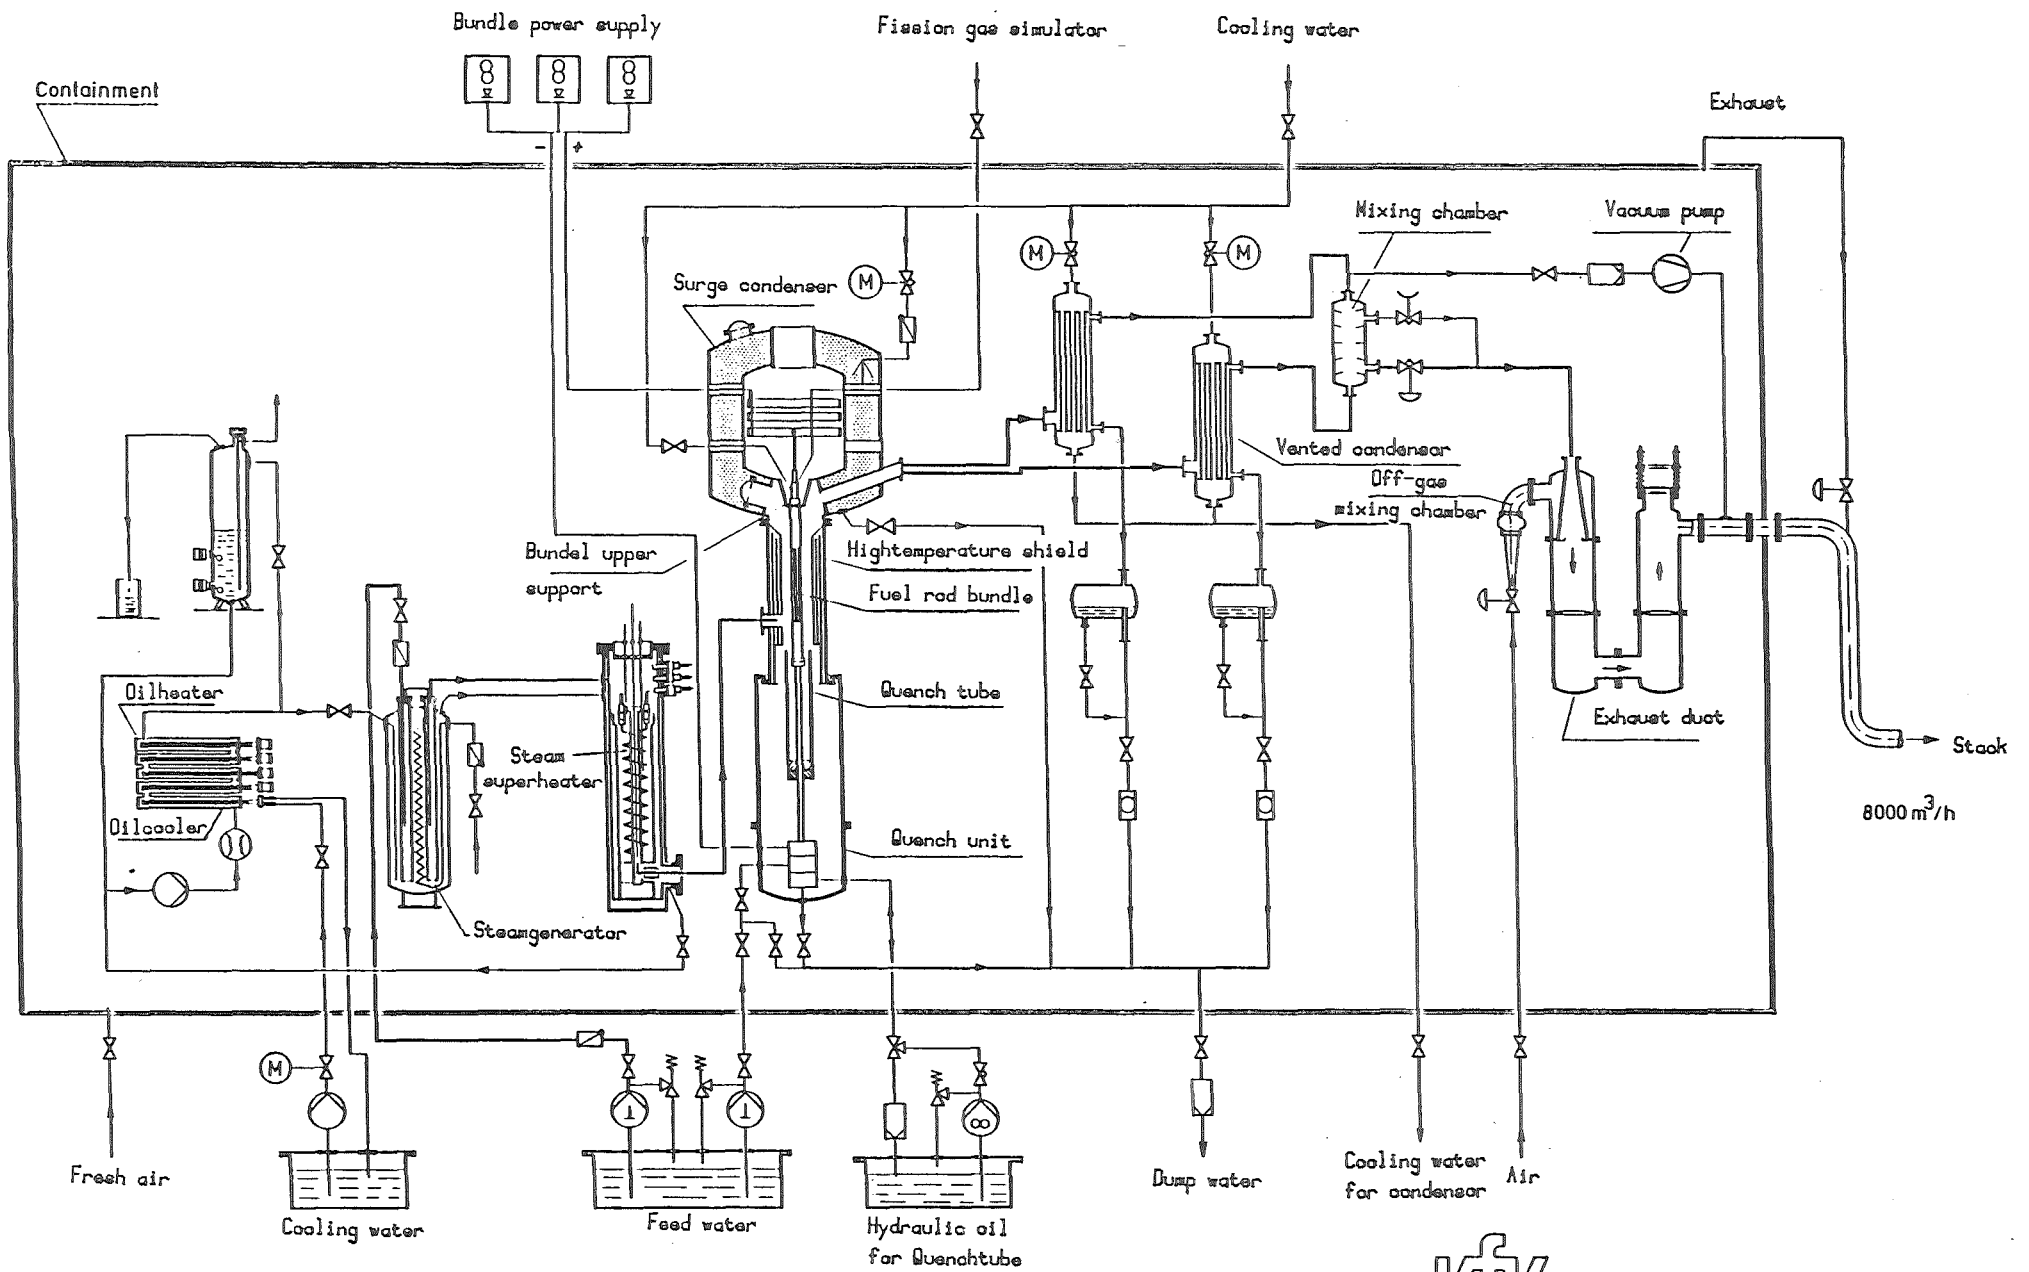 Bundle power supply
Fission gas simulator
Cooling water
Containment
Exhaust
- +
Mixing chamber
Vacuum pump
M
M
Surge condenser
M
Vented condensor
Off-gas
mixing chamber
Bundel upper
support
Hightemperature shield
Fuel rod bundle
Oilheater
Quench tube
Exhaust duct
Stack
Steam
superheater
8000 m³/h
Oilcooler
Quench unit
Steamgenerator
M
Fresh air
Cooling water
Feed water
Hydraulic oil
for Quenchtube
Dump water
Cooling water
for condensor
Air
KfK